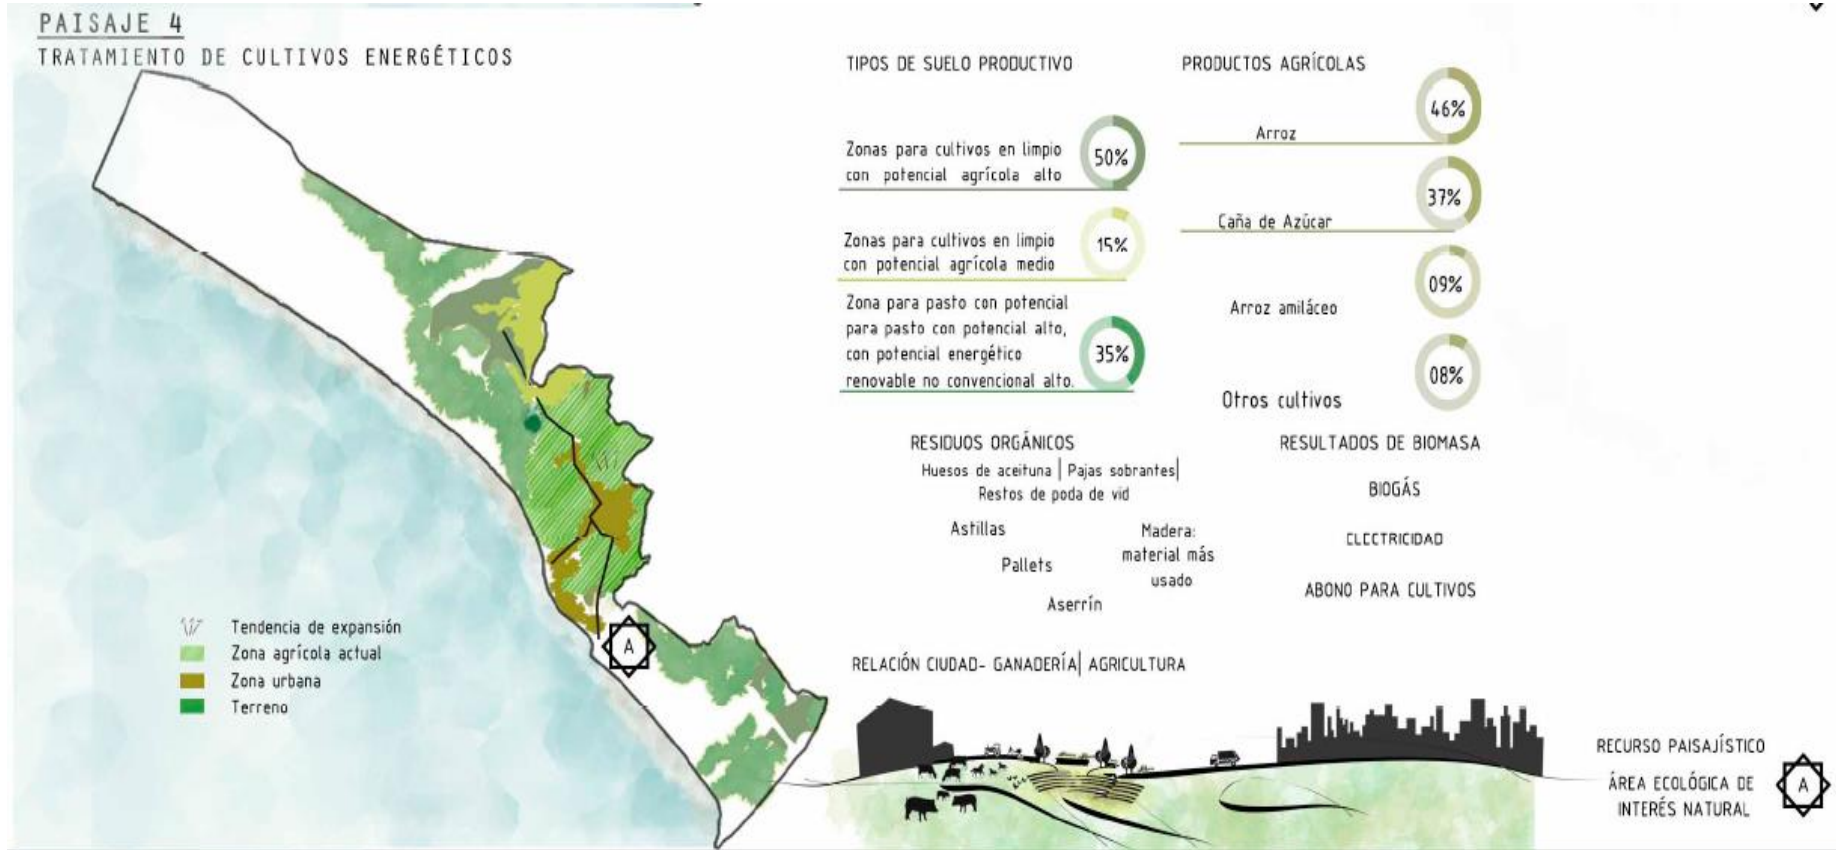 PAISAJE 4
TRATAMIENTO DE CULTIVOS ENERGÉTICOS
TIPOS DE SUELO PRODUCTIVO
Zonas para cultivos en limpio
con potencial agrícola alto
50%
Zonas para cultivos en limpio
con potencial agrícola medio
15%
Zona para pasto con potencial
para pasto con potencial alto,
con potencial energético
renovable no convencional alto.
35%
PRODUCTOS AGRÍCOLAS
46%
Arroz
37%
Caña de Azúcar
09%
Arroz amiláceo
08%
Otros cultivos
RESIDUOS ORGÁNICOS
Huesos de aceituna | Pajas sobrantes|
Restos de poda de vid
Astillas
Madera:
material más
usado
Pallets
Aserrín
RESULTADOS DE BIOMASA
BIOGÁS
ELECTRICIDAD
ABONO PARA CULTIVOS
Tendencia de expansión
Zona agrícola actual
Zona urbana
Terreno
A
RELACIÓN CIUDAD- GANADERÍA| AGRICULTURA
RECURSO PAISAJÍSTICO
ÁREA ECOLÓGICA DE
INTERÉS NATURAL
A